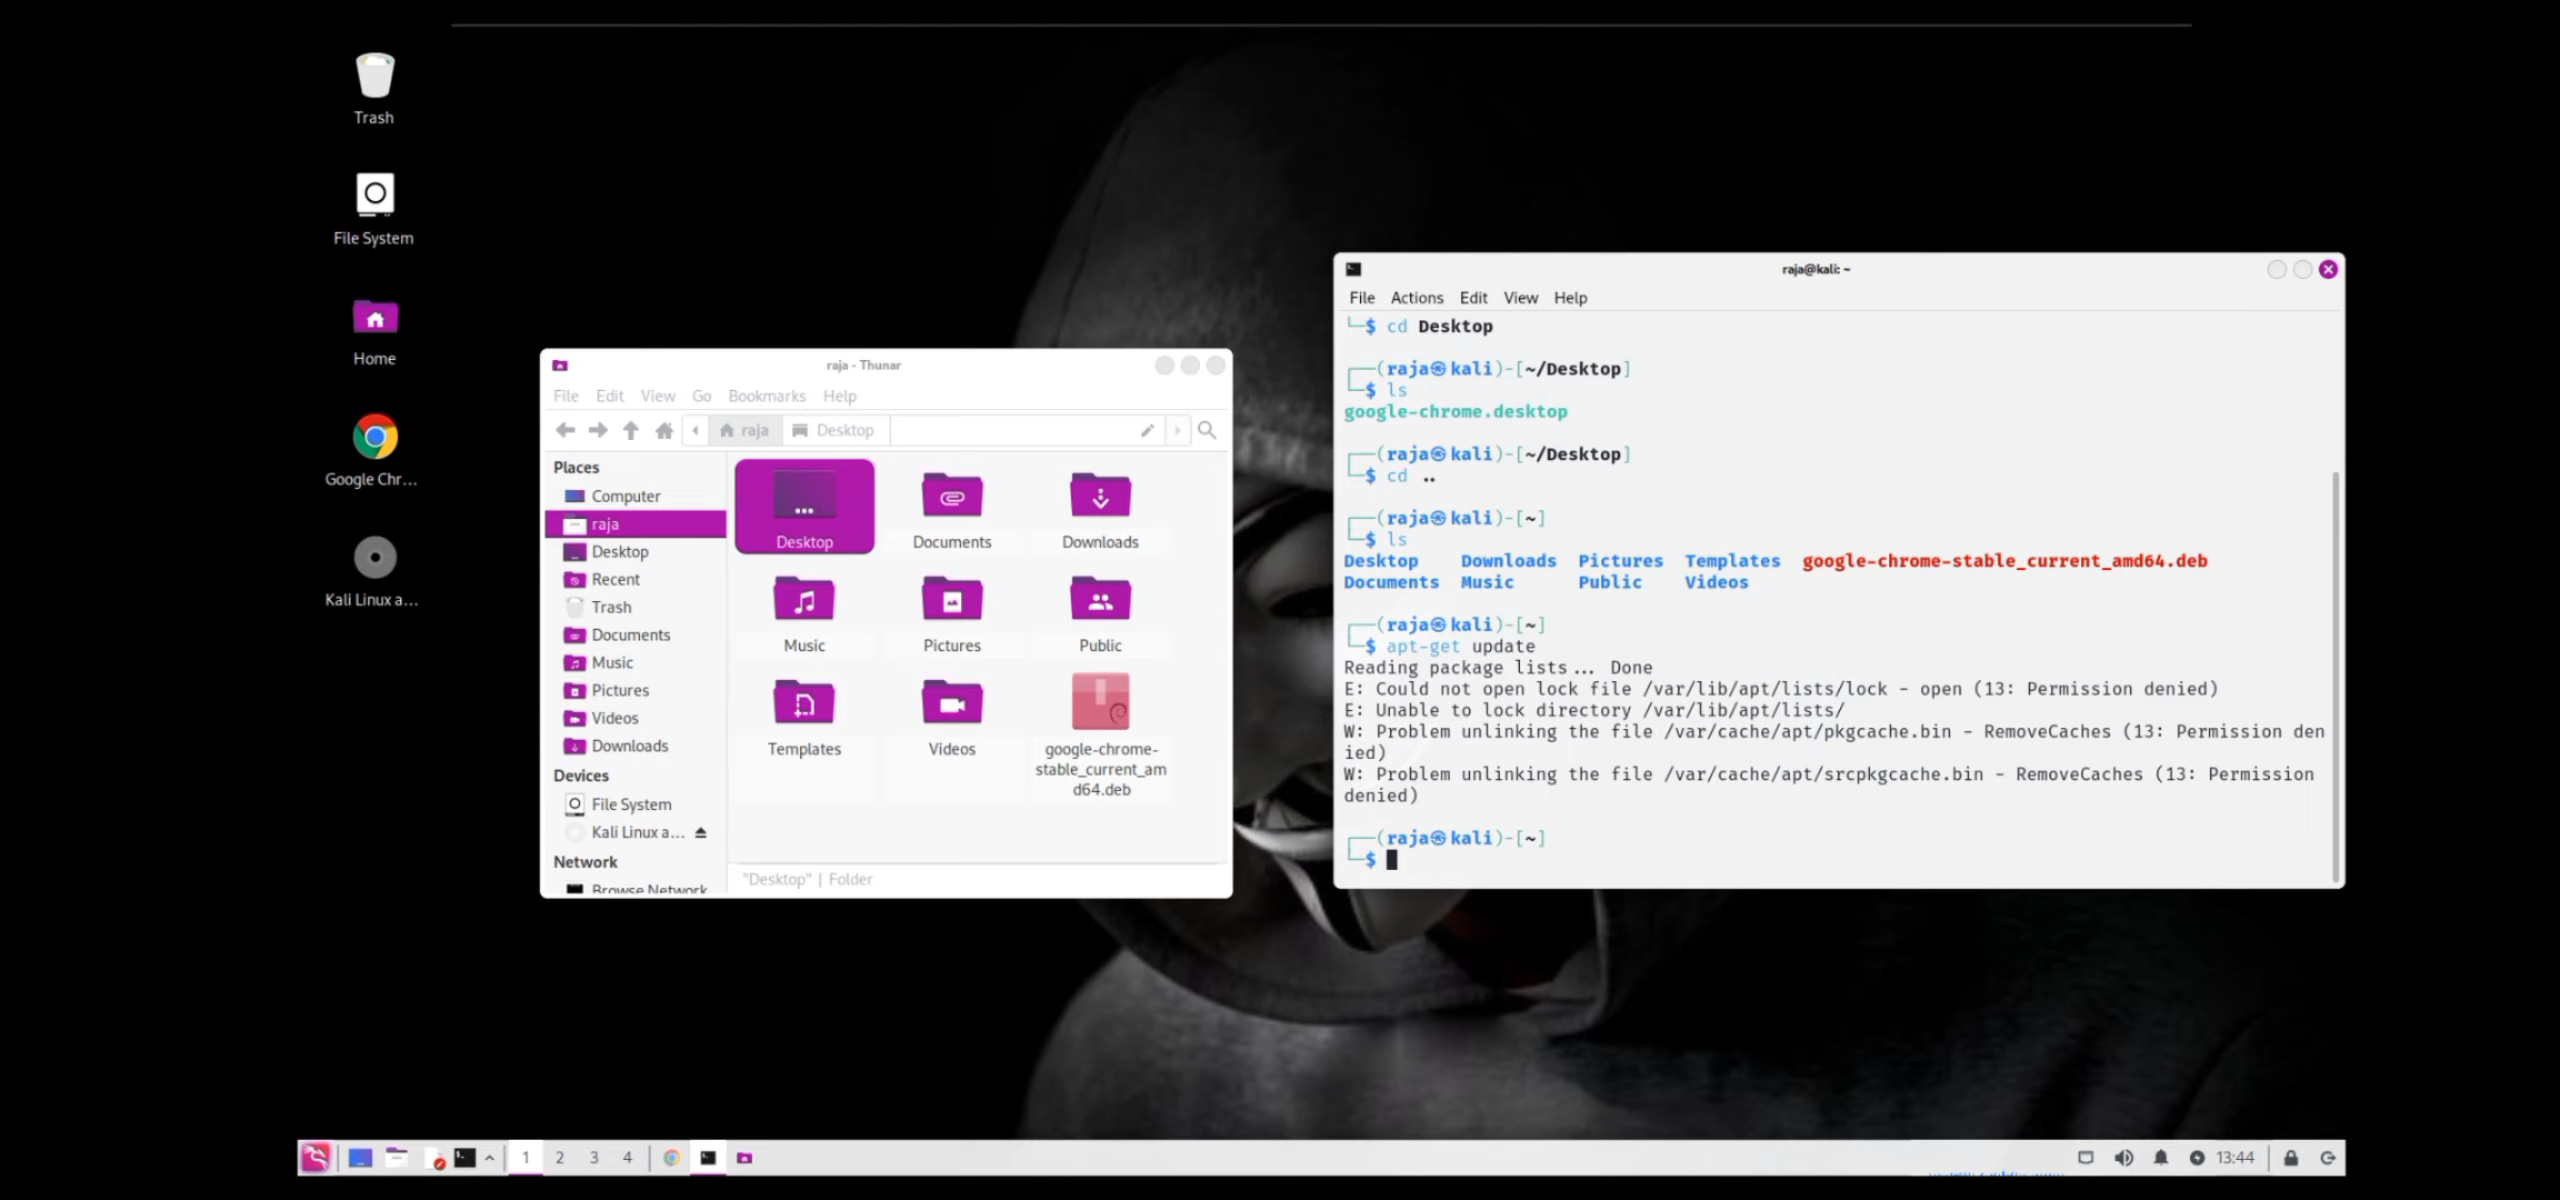 Trash
File System
Home
Google Chr...
Kali Linux a...
raja - Thunar
File Edit View Go Bookmarks Help
raja Desktop
Places
Computer
raja
Desktop
Recent
Trash
Documents
Music
Pictures
Videos
Downloads
Devices
File System
Kali Linux a...
Network
Browse Network
Desktop Documents Downloads
Music Pictures Public
Templates Videos google-chrome-
stable_current_am
d64.deb
"Desktop" | Folder
raja@kali: ~
File Actions Edit View Help
└─$ cd Desktop
┌──(raja㉿kali)-[~/Desktop]
└─$ ls
google-chrome.desktop
┌──(raja㉿kali)-[~/Desktop]
└─$ cd ..
┌──(raja㉿kali)-[~]
└─$ ls
Desktop Downloads Pictures Templates google-chrome-stable_current_amd64.deb
Documents Music Public Videos
┌──(raja㉿kali)-[~]
└─$ apt-get update
Reading package lists... Done
E: Could not open lock file /var/lib/apt/lists/lock - open (13: Permission denied)
E: Unable to lock directory /var/lib/apt/lists/
W: Problem unlinking the file /var/cache/apt/pkgcache.bin - RemoveCaches (13: Permission den
ied)
W: Problem unlinking the file /var/cache/apt/srcpkgcache.bin - RemoveCaches (13: Permission
denied)
┌──(raja㉿kali)-[~]
└─$
1 2 3 4
13:44